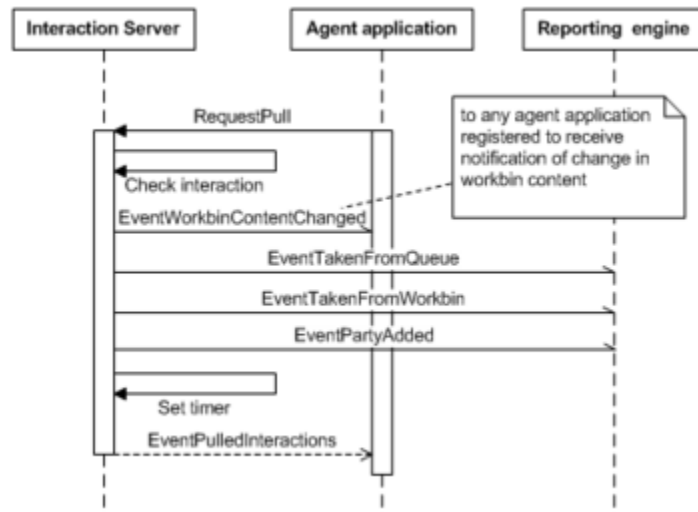 Interaction Server
Agent application
Reporting engine
to any agent application
registered to receive
notification of change in
workbin content
RequestPull
Check interaction
EventWorkbinContentChanged
EventTakenFromQueue
EventTakenFromWorkbin
EventPartyAdded
Set timer
EventPulledInteractions